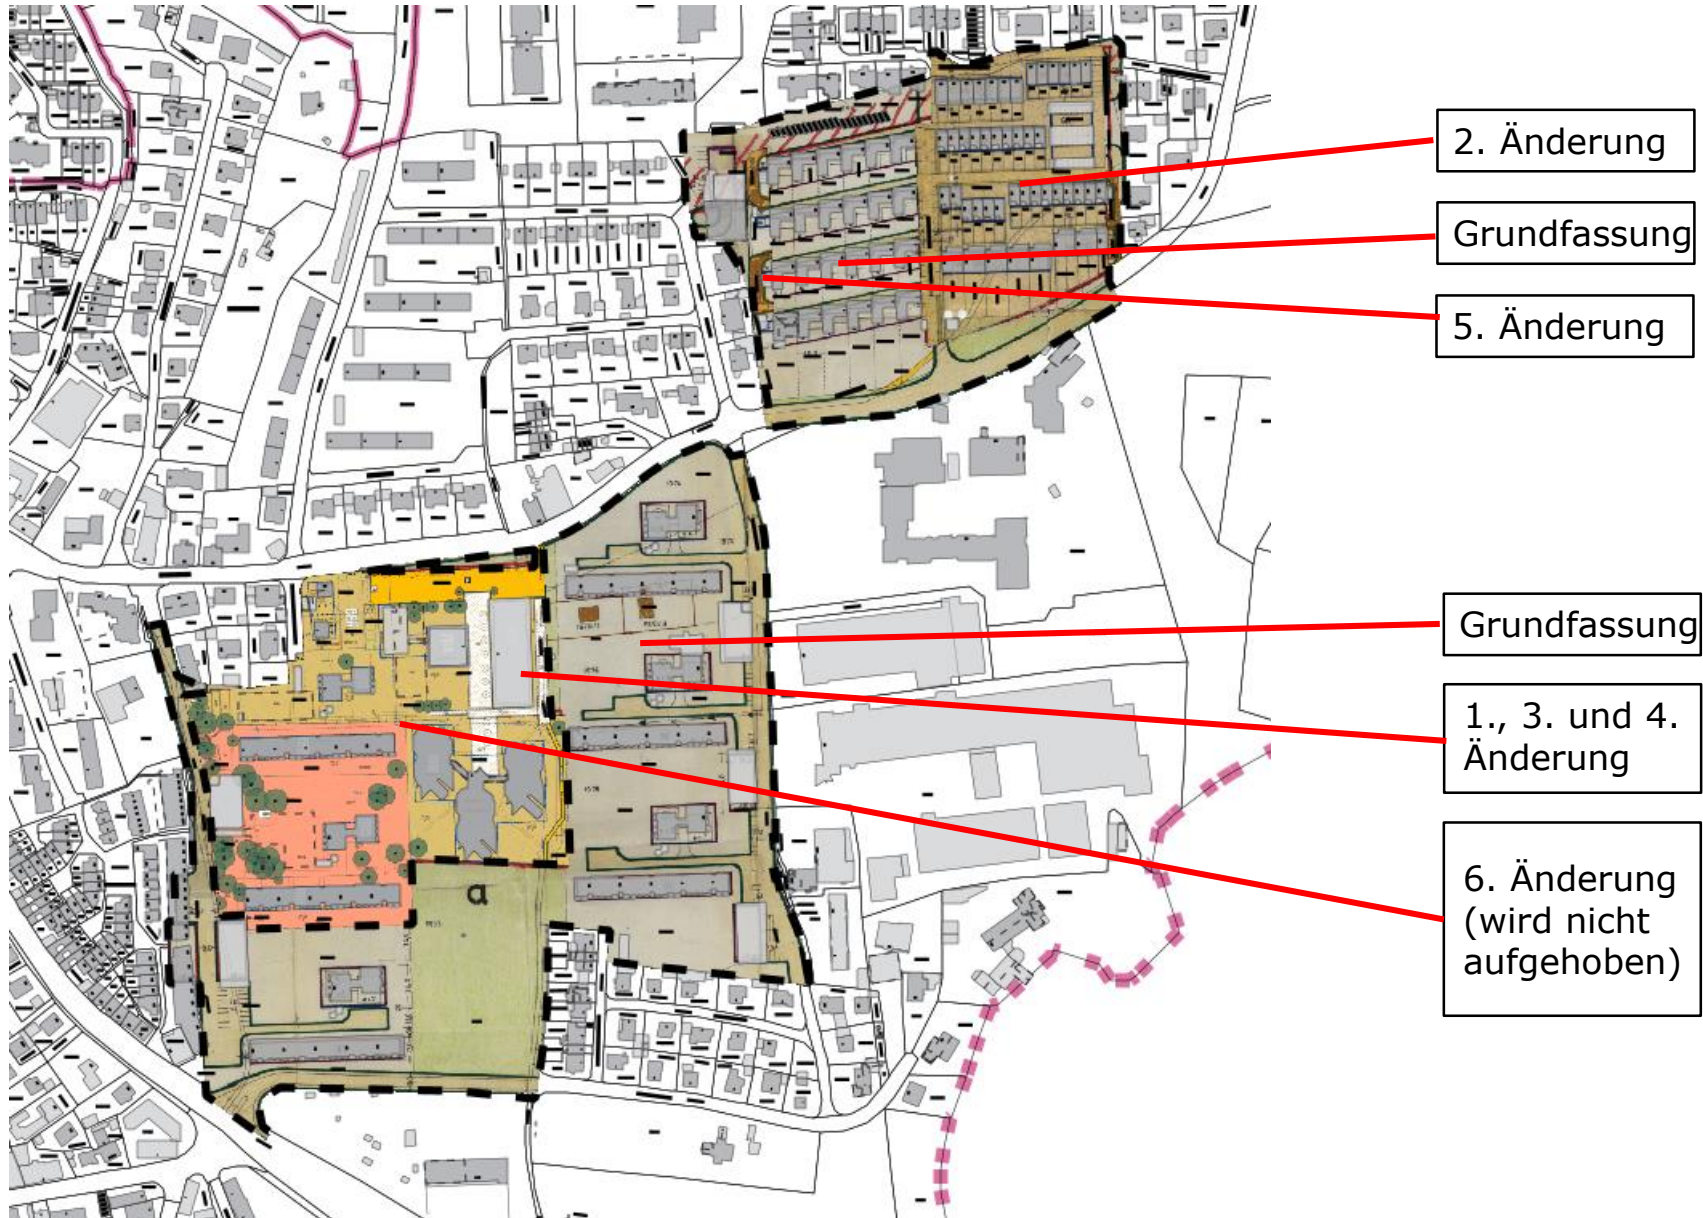 2. Änderung
Grundfassung
5. Änderung
Grundfassung
1., 3. und 4.
Änderung
6. Änderung
(wird nicht
aufgehoben)
a